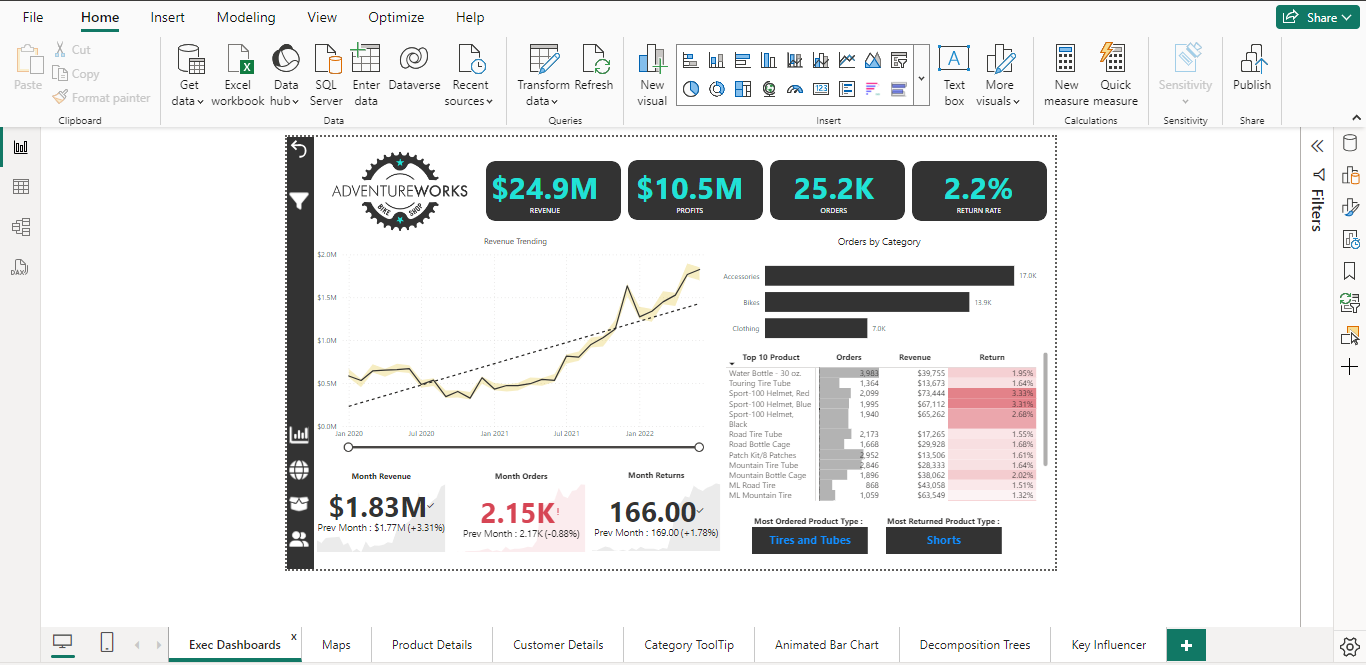 File Home Insert Modeling View Optimize Help Share
Paste
Cut
Copy
Format painter
Clipboard
Get data
Excel workbook
Data hub
SQL Server
Enter data
Dataverse
Recent sources
Data
Transform data
Refresh
Queries
New visual
Text box
More visuals
Insert
New measure
Quick measure
Calculations
Sensitivity
Sensitivity
Publish
Share
Filters
ADVENTUREWORKS
BIKE SHOP
$24.9M
REVENUE
$10.5M
PROFITS
25.2K
ORDERS
2.2%
RETURN RATE
Revenue Trending
$2.0M
$1.5M
$1.0M
$0.5M
$0.0M
Jan 2020 Jul 2020 Jan 2021 Jul 2021 Jan 2022
Orders by Category
Accessories 17.0K
Bikes 13.9K
Clothing 7.0K
Top 10 Product Orders Revenue Return
Water Bottle - 30 oz. 3,983 $39,755 1.95%
Touring Tire Tube 1,364 $13,673 1.64%
Sport-100 Helmet, Red 2,099 $73,444 3.33%
Sport-100 Helmet, Blue 1,995 $67,112 3.31%
Sport-100 Helmet, 1,940 $65,262 2.68%
Black
Road Tire Tube 2,173 $17,265 1.55%
Road Bottle Cage 1,668 $29,928 1.68%
Patch Kit/8 Patches 2,952 $13,506 1.61%
Mountain Tire Tube 2,846 $28,333 1.64%
Mountain Bottle Cage 1,896 $38,062 2.02%
ML Road Tire 868 $43,058 1.51%
ML Mountain Tire 1,059 $63,549 1.32%
Month Revenue
$1.83M
Prev Month : $1.77M (+3.31%)
Month Orders
2.15K!
Prev Month : 2.17K (-0.88%)
Month Returns
166.00
Prev Month : 169.00 (+1.78%)
Most Ordered Product Type :
Tires and Tubes
Most Returned Product Type :
Shorts
Exec Dashboards x Maps Product Details Customer Details Category ToolTip Animated Bar Chart Decomposition Trees Key Influencer +